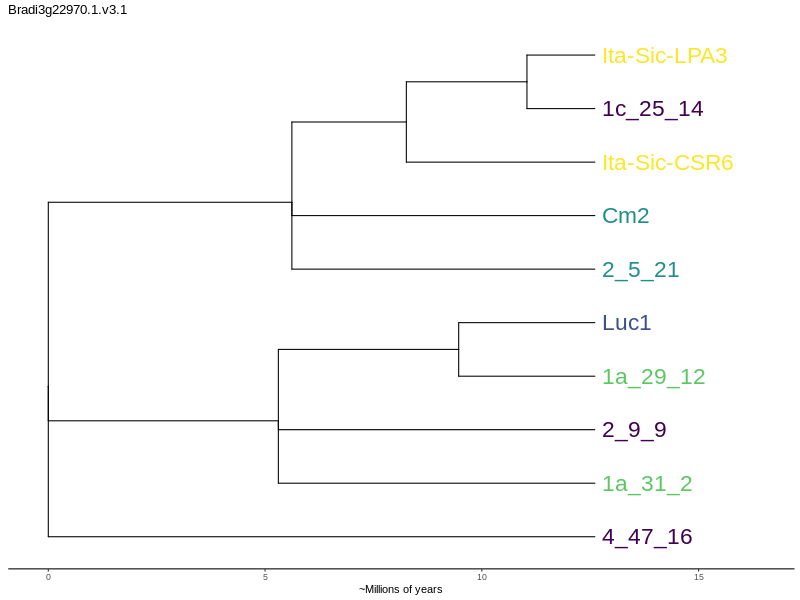 Bradi3g22970.1.v3.1
Ita-Sic-LPA3
1c_25_14
Ita-Sic-CSR6
Cm2
2_5_21
Luc1
1a_29_12
2_9_9
1a_31_2
4_47_16
0 5 10 15
~Millions of years